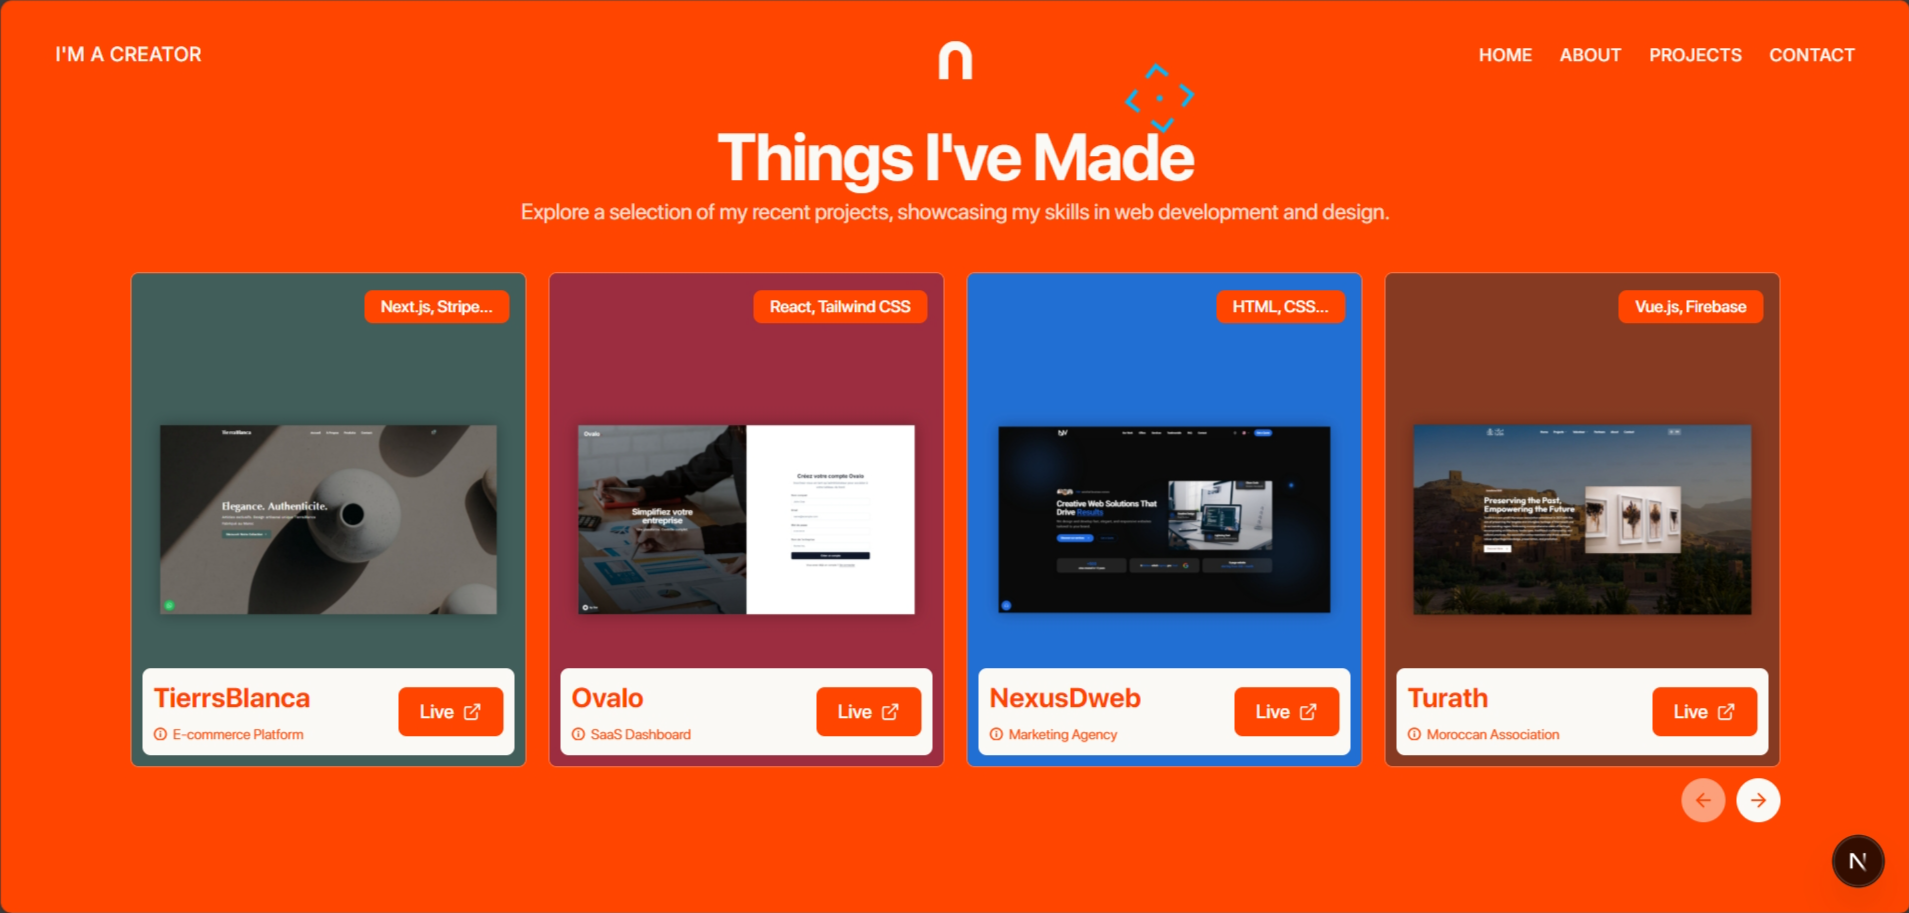 I'M A CREATOR
HOME ABOUT PROJECTS CONTACT
Things I've Made
Explore a selection of my recent projects, showcasing my skills in web development and design.
Next.js, Stripe...
TierraBlanca
Elegance. Authenticite.
TierrsBlanca
E-commerce Platform
Live
React, Tailwind CSS
Ovalo
Simplifiez votre
entreprise
Créez votre compte Ovalo
Ovalo
SaaS Dashboard
Live
HTML, CSS...
Creative Web Solutions That
Drive Results
NexusDweb
Marketing Agency
Live
Vue.js, Firebase
Preserving the Past,
Empowering the Future
Turath
Moroccan Association
Live
N